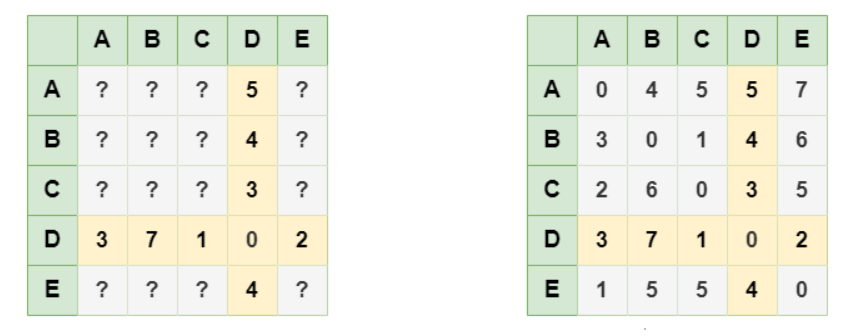 A B C D E
A ? ? ? 5 ?
B ? ? ? 4 ?
C ? ? ? 3 ?
D 3 7 1 0 2
E ? ? ? 4 ?
A B C D E
A 0 4 5 5 7
B 3 0 1 4 6
C 2 6 0 3 5
D 3 7 1 0 2
E 1 5 5 4 0